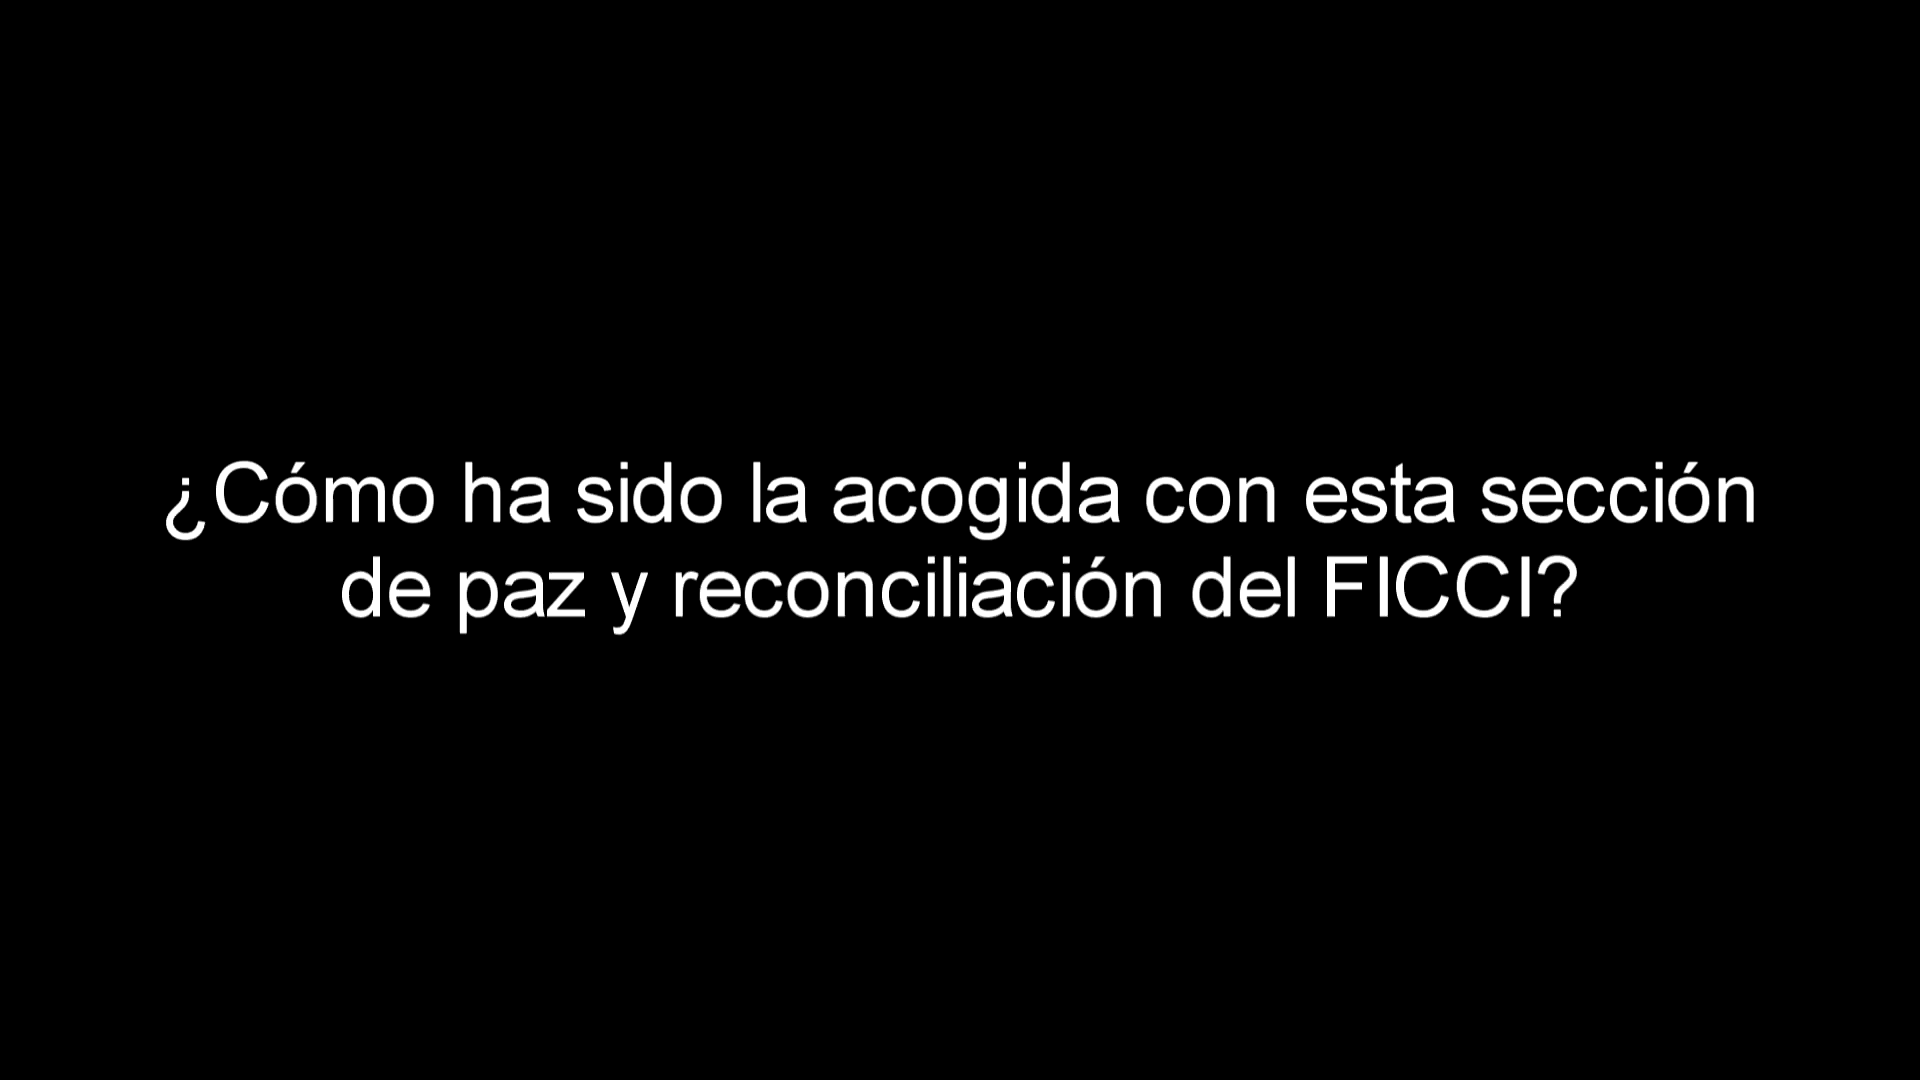 ¿Cómo ha sido la acogida con esta sección
de paz y reconciliación del FICCI?